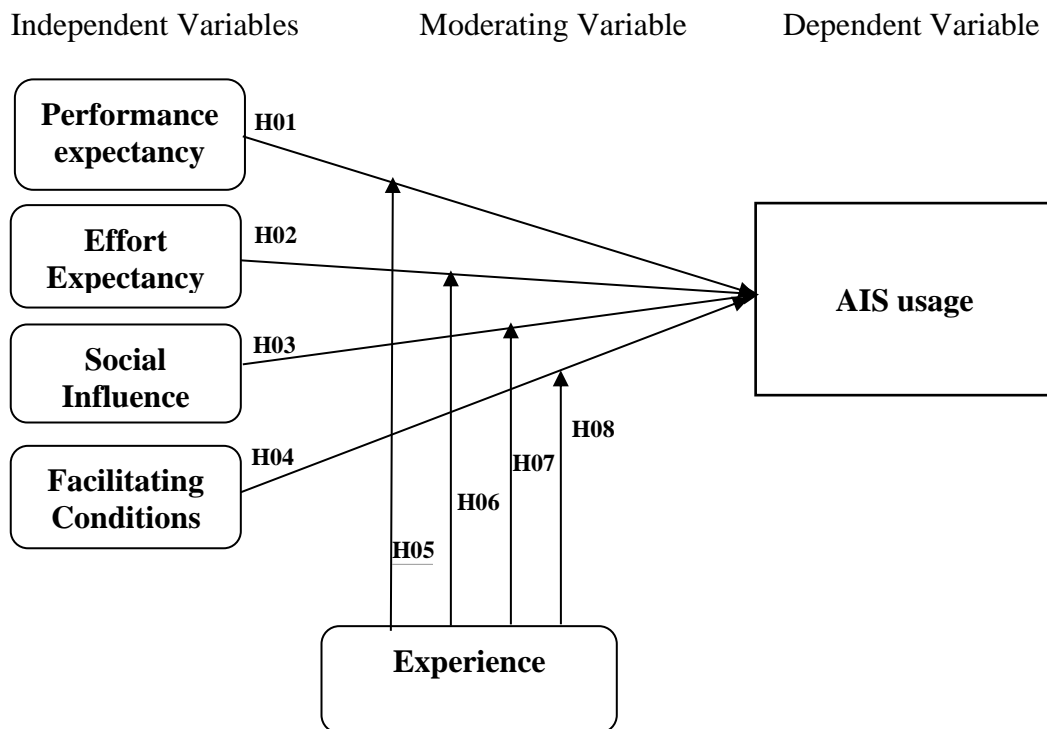 Independent Variables
Moderating Variable
Dependent Variable
Performance
expectancy
H01
Effort
Expectancy
H02
Social
Influence
H03
Facilitating
Conditions
H04
AIS usage
H05
H06
H07
H08
Experience